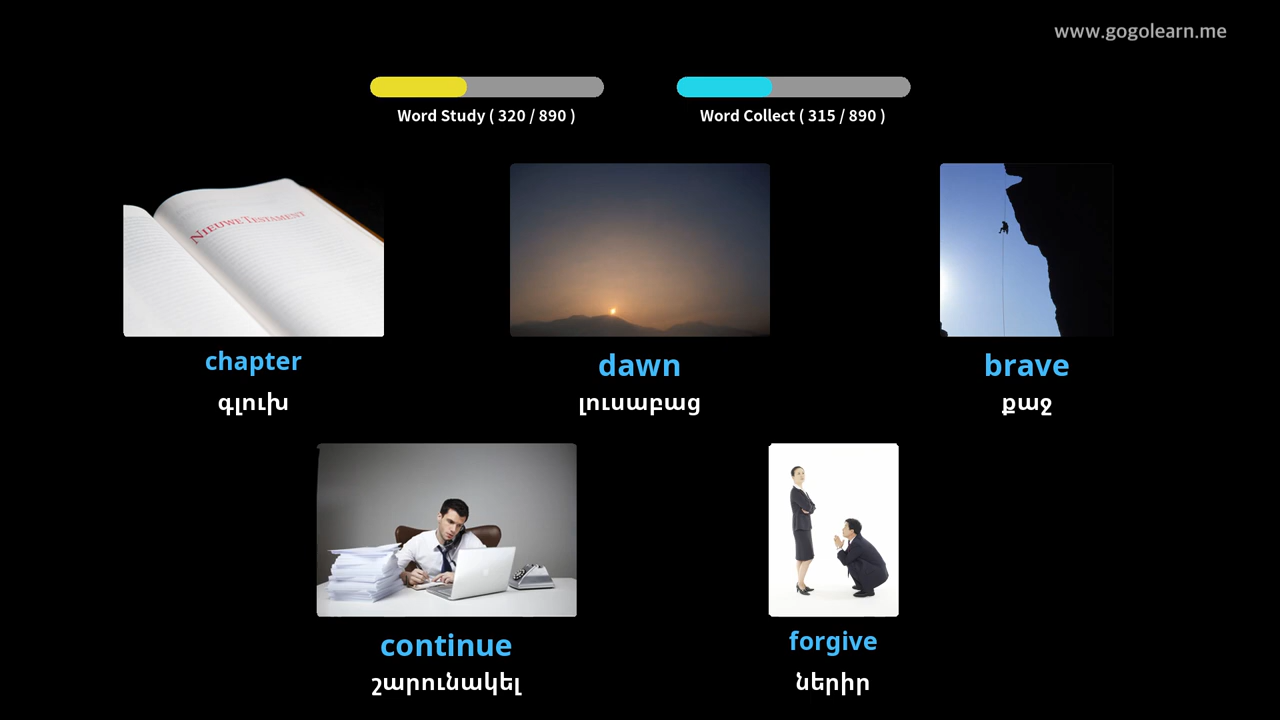 www.gogolearn.me
Word Study ( 320 / 890 )
Word Collect ( 315 / 890 )
NIEUWE TESTAMENT
chapter
գլուխ
dawn
լուսաբաց
brave
քաջ
continue
շարունակել
forgive
ներիր